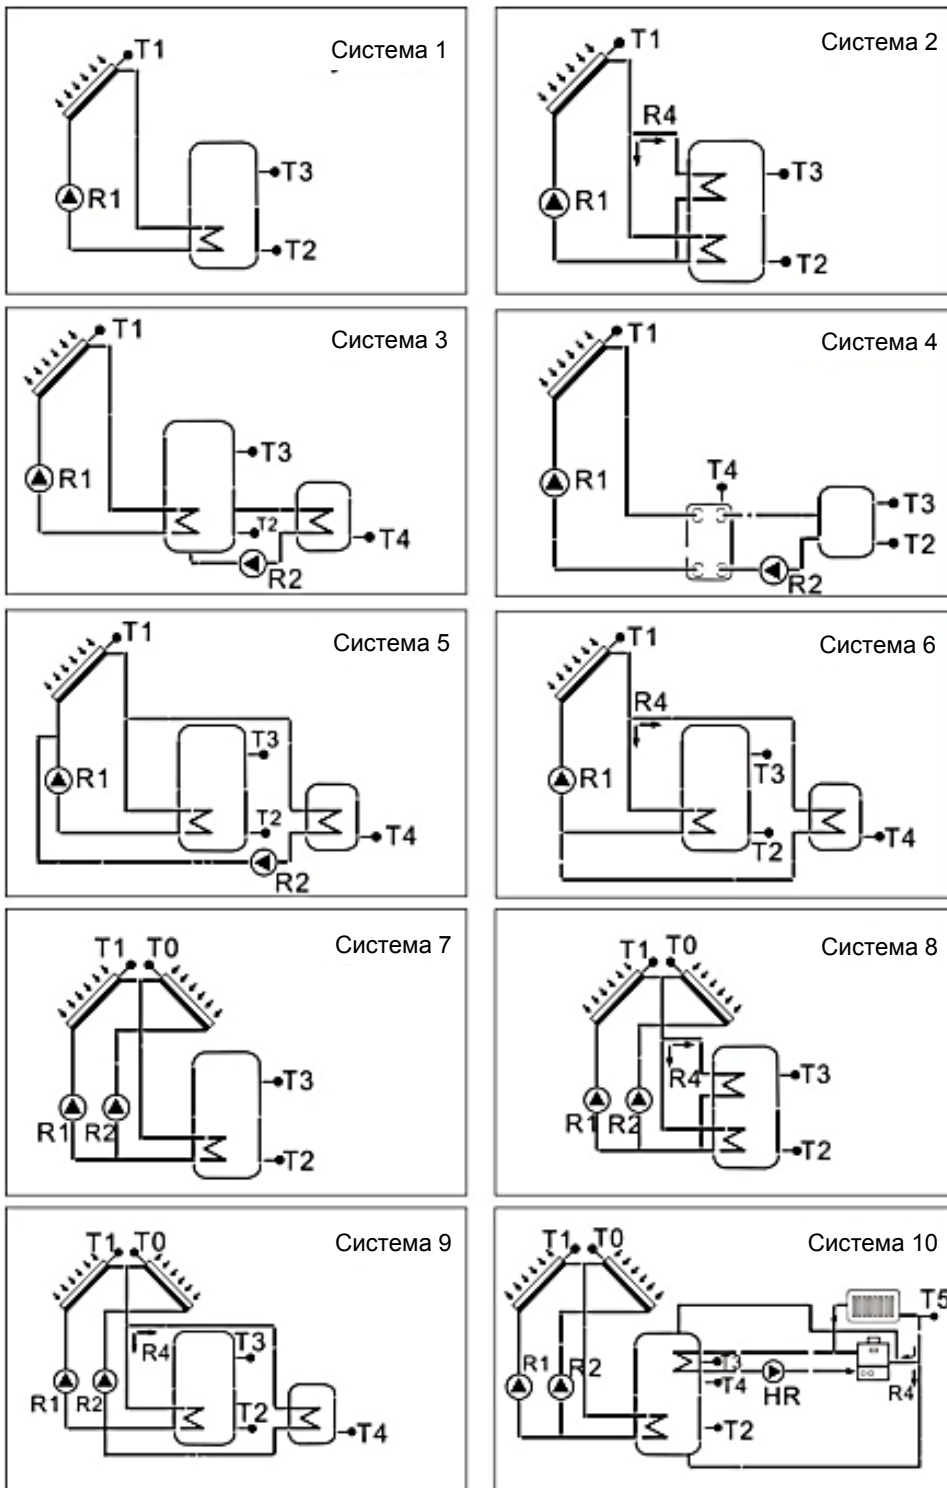 T1
Система 1
R1
T3
T2
T1
Система 2
R4
R1
T3
T2
T1
Система 3
T3
R1
T2
T4
R2
T1
Система 4
R1
T4
T3
T2
R2
T1
Система 5
T3
R1
T2
T4
R2
T1
Система 6
R4
R1
T3
T2
T4
T1 T0
Система 7
T3
R1 R2
T2
T1 T0
Система 8
R4
T3
R1 R2
T2
T1 T0
Система 9
R4
T3
R1 R2
T2
T4
T1 T0
Система 10
T5
R1 R2
T3
T4
HR
R4
T2